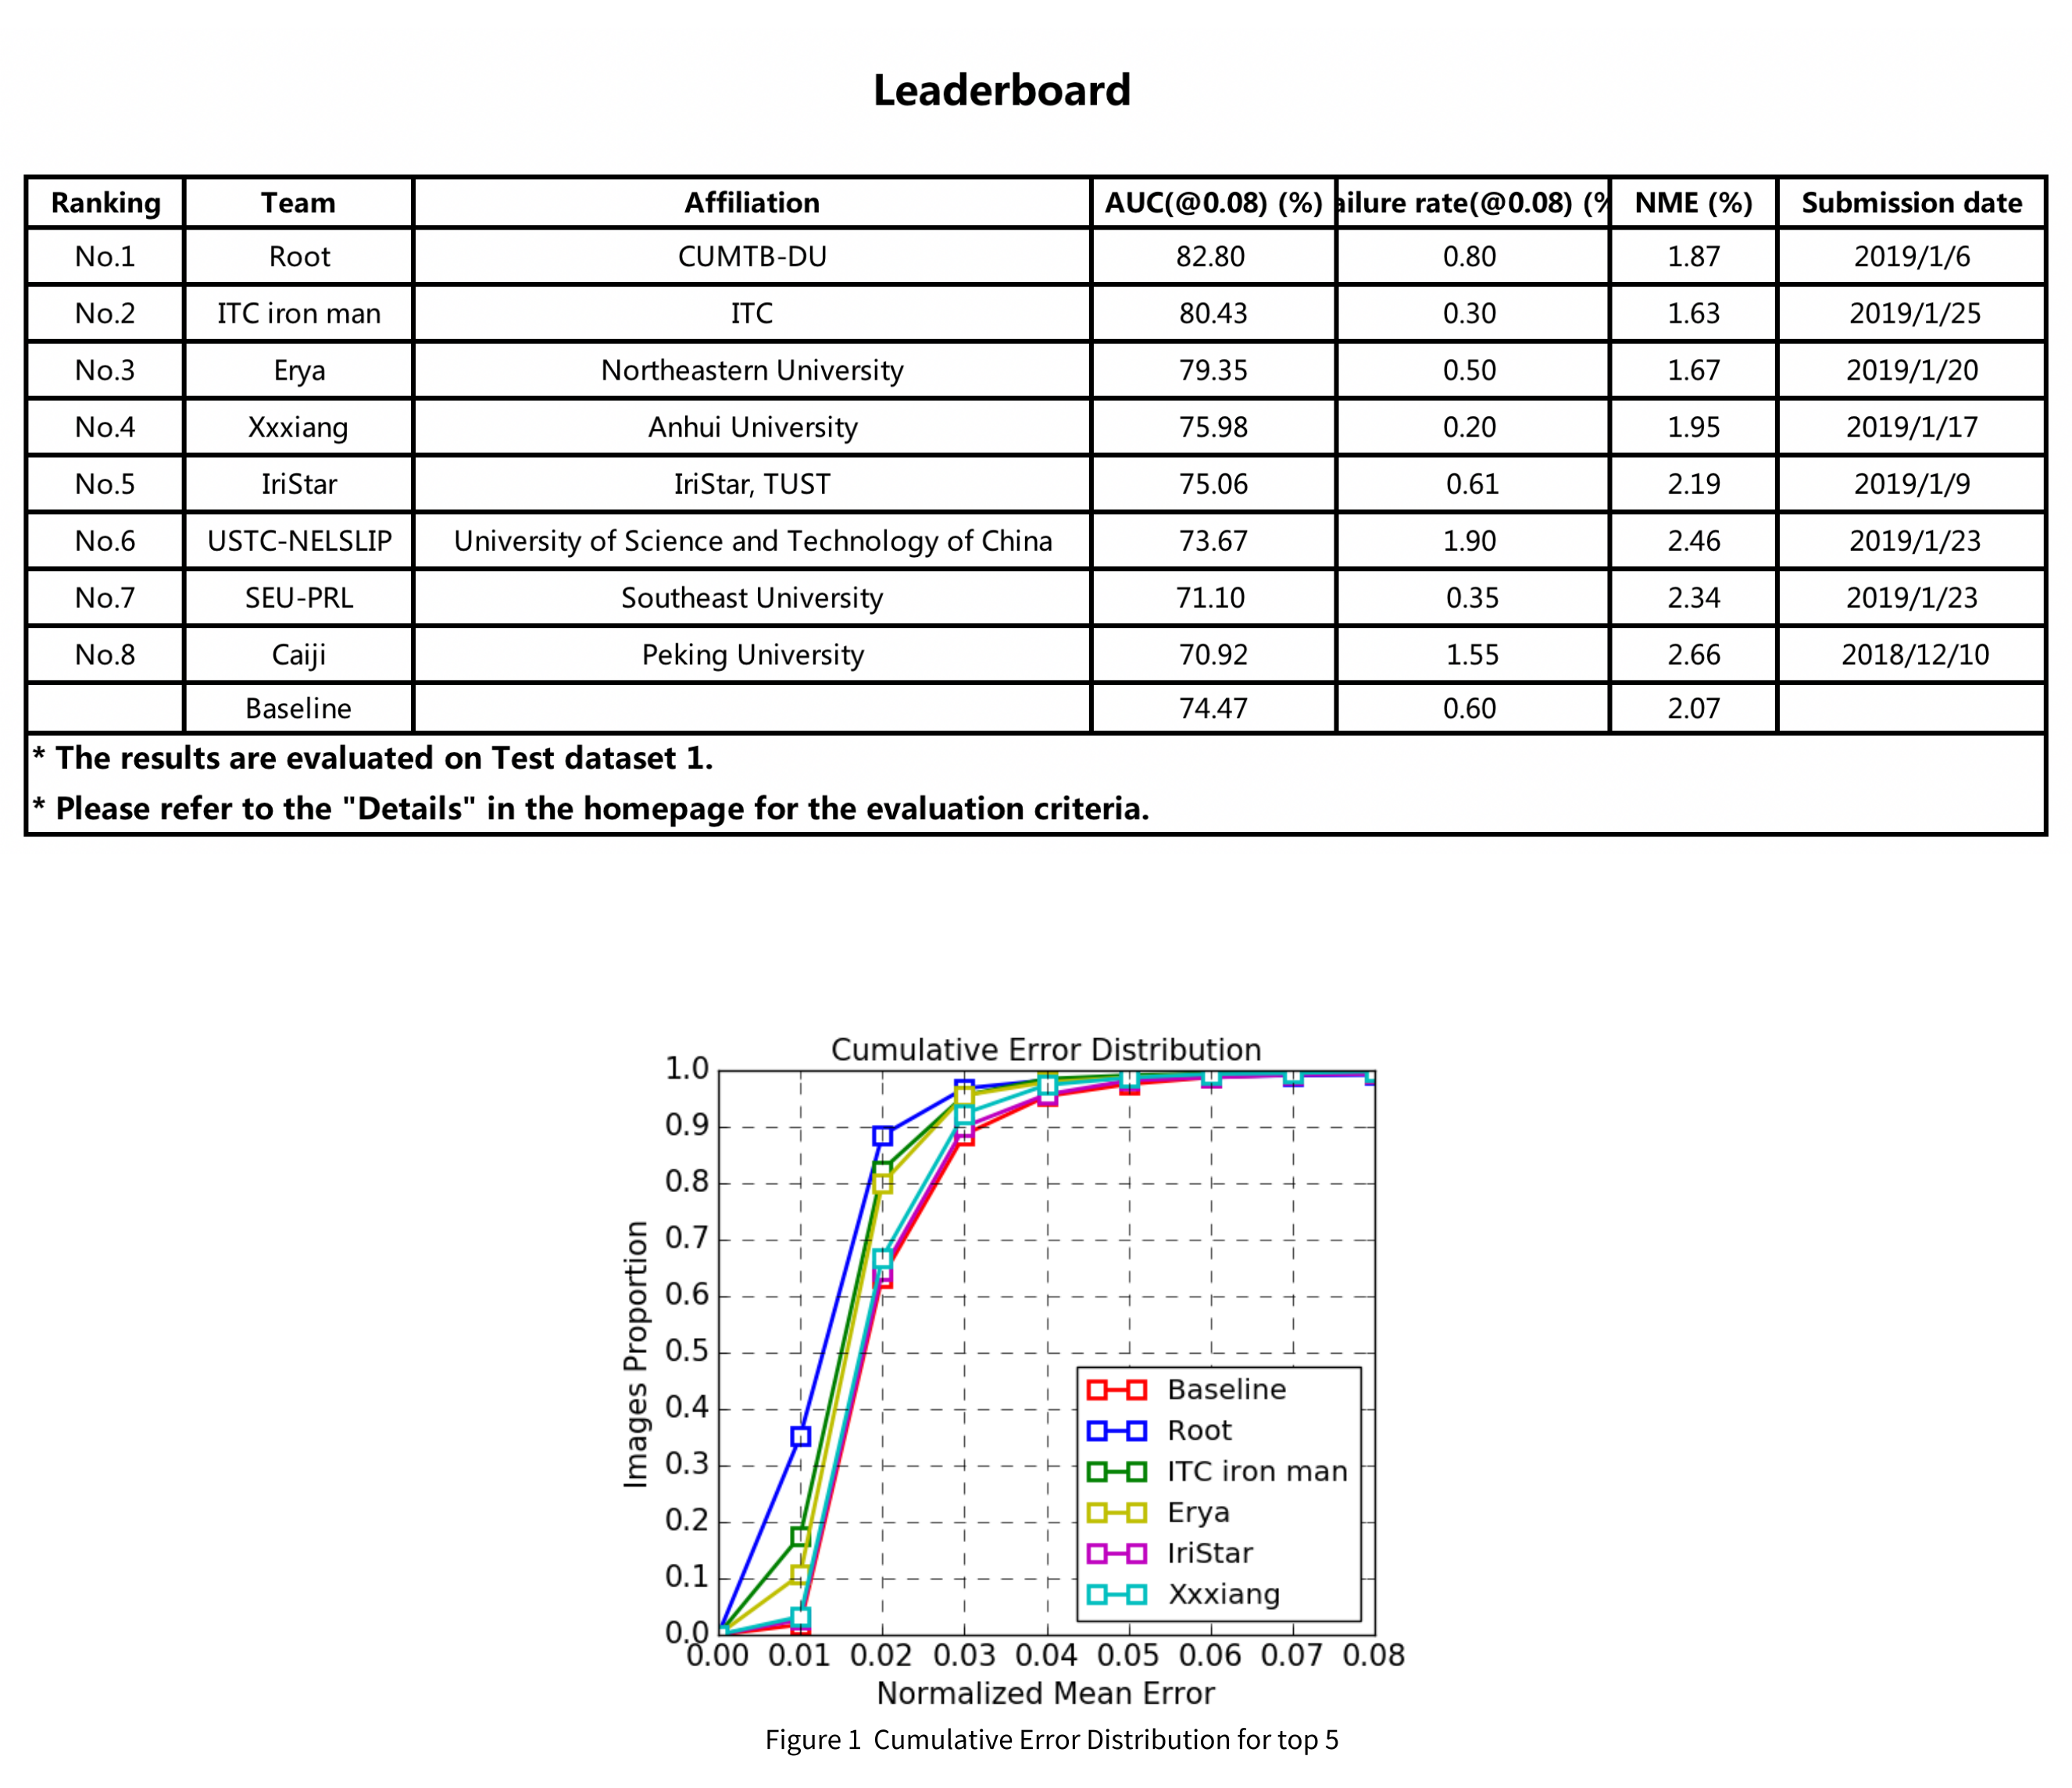 Leaderboard
Ranking Team Affiliation AUC(@0.08) (%) ailure rate(@0.08) (% NME (%) Submission date
No.1 Root CUMTB-DU 82.80 0.80 1.87 2019/1/6
No.2 ITC iron man ITC 80.43 0.30 1.63 2019/1/25
No.3 Erya Northeastern University 79.35 0.50 1.67 2019/1/20
No.4 Xxxiang Anhui University 75.98 0.20 1.95 2019/1/17
No.5 IriStar IriStar, TUST 75.06 0.61 2.19 2019/1/9
No.6 USTC-NELSLIP University of Science and Technology of China 73.67 1.90 2.46 2019/1/23
No.7 SEU-PRL Southeast University 71.10 0.35 2.34 2019/1/23
No.8 Caiji Peking University 70.92 1.55 2.66 2018/12/10
Baseline 74.47 0.60 2.07
* The results are evaluated on Test dataset 1.
* Please refer to the "Details" in the homepage for the evaluation criteria.
Cumulative Error Distribution
1.0
0.9
0.8
0.7
0.6
0.5
0.4
0.3
0.2
0.1
0.0
Images Proportion
Baseline
Root
ITC iron man
Erya
IriStar
Xxxiang
0.00 0.01 0.02 0.03 0.04 0.05 0.06 0.07 0.08
Normalized Mean Error
Figure 1 Cumulative Error Distribution for top 5